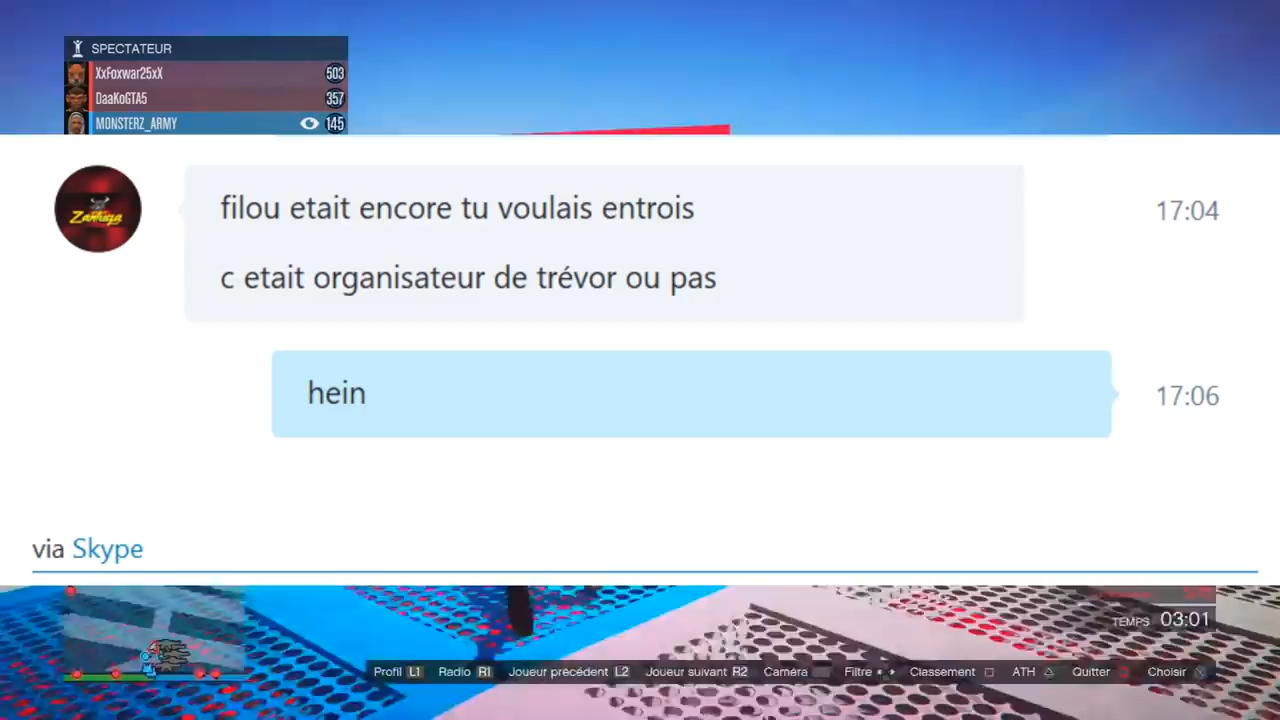 SPECTATEUR
XxFoxwar25xX 503
DaaKoGTA5 357
MONSTERZ_ARMY 145
Zantuga
filou etait encore tu voulais entrois
17:04
c etait organisateur de trévor ou pas
hein
17:06
via Skype
TEMPS 03:01
Profil L1 Radio R1 Joueur précédent L2 Joueur suivant R2 Caméra Filtre Classement ATH Quitter Choisir